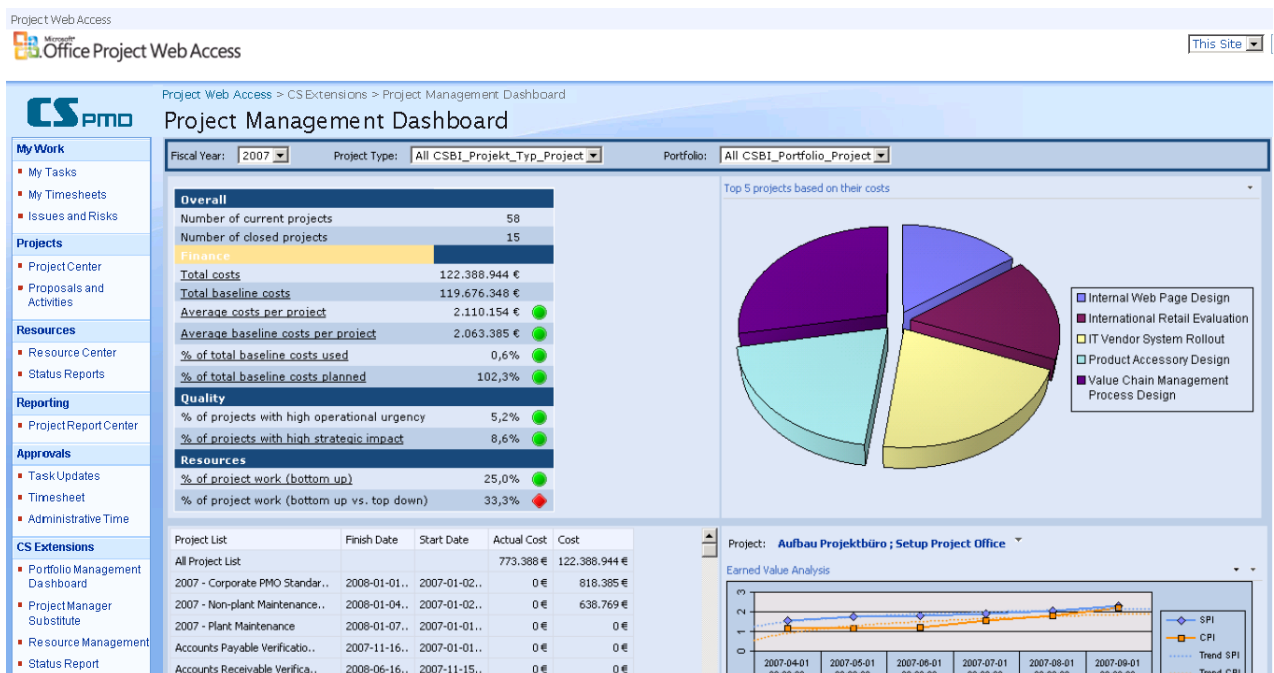 Project Web Access
Microsoft
Office Project Web Access
This Site
CS PMO
Project Web Access > CS Extensions > Project Management Dashboard
Project Management Dashboard
My Work
My Tasks
My Timesheets
Issues and Risks
Projects
Project Center
Proposals and
Activities
Resources
Resource Center
Status Reports
Reporting
Project Report Center
Approvals
Task Updates
Timesheet
Administrative Time
CS Extensions
Portfolio Management
Dashboard
Project Manager
Substitute
Resource Management
Status Report
Fiscal Year: 2007 Project Type: All CSBI_Projekt_Typ_Project Portfolio: All CSBI_Portfolio_Project
Overall
Number of current projects 58
Number of closed projects 15
Finance
Total costs 122.388.944 €
Total baseline costs 119.676.348 €
Average costs per project 2.110.154 €
Average baseline costs per project 2.063.385 €
% of total baseline costs used 0,6%
% of total baseline costs planned 102,3%
Quality
% of projects with high operational urgency 5,2%
% of projects with high strategic impact 8,6%
Resources
% of project work (bottom up) 25,0%
% of project work (bottom up vs. top down) 33,3%
Top 5 projects based on their costs
Internal Web Page Design
International Retail Evaluation
IT Vendor System Rollout
Product Accessory Design
Value Chain Management
Process Design
Project List Finish Date Start Date Actual Cost Cost
All Project List 773.388 € 122.388.944 €
2007 - Corporate PMO Standar.. 2008-01-01.. 2007-01-02.. 0 € 818.385 €
2007 - Non-plant Maintenance.. 2008-01-04.. 2007-01-02.. 0 € 638.769 €
2007 - Plant Maintenance 2008-01-07.. 2007-01-01.. 0 € 0 €
Accounts Payable Verificatio.. 2007-11-16.. 2007-01-01.. 0 € 0 €
Accounts Receivable Verifica.. 2008-06-16.. 2007-11-15.. 0 € 0 €
Project: Aufbau Projektbüro ; Setup Project Office
Earned Value Analysis
3
2
1
0
2007-04-01 2007-05-01 2007-06-01 2007-07-01 2007-08-01 2007-09-01
SPI
CPI
Trend SPI
Trend CPI